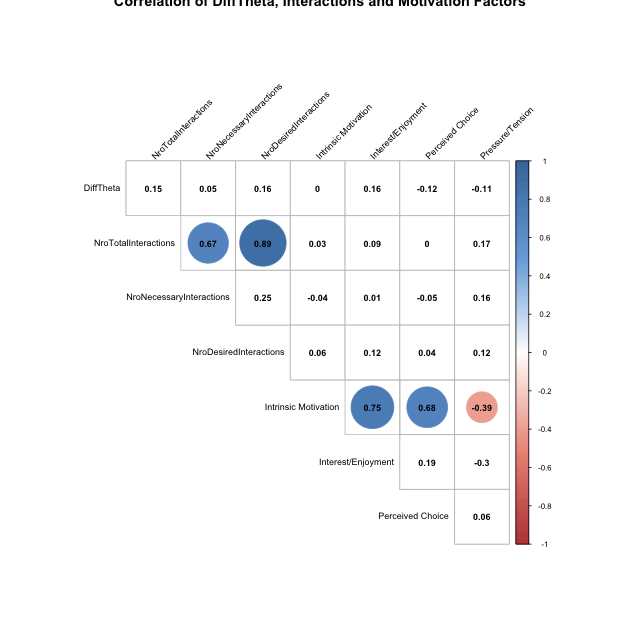 Correlation of DiffTheta, Interactions and Motivation Factors
NroTotalInteractions
NroNecessaryInteractions
NroDesiredInteractions
Intrinsic Motivation
Interest/Enjoyment
Perceived Choice
Pressure/Tension
DiffTheta 0.15 0.05 0.16 0 0.16 -0.12 -0.11
NroTotalInteractions 0.67 0.89 0.03 0.09 0 0.17
NroNecessaryInteractions 0.25 -0.04 0.01 -0.05 0.16
NroDesiredInteractions 0.06 0.12 0.04 0.12
Intrinsic Motivation 0.75 0.68 -0.39
Interest/Enjoyment 0.19 -0.3
Perceived Choice 0.06
1
0.8
0.6
0.4
0.2
0
-0.2
-0.4
-0.6
-0.8
-1